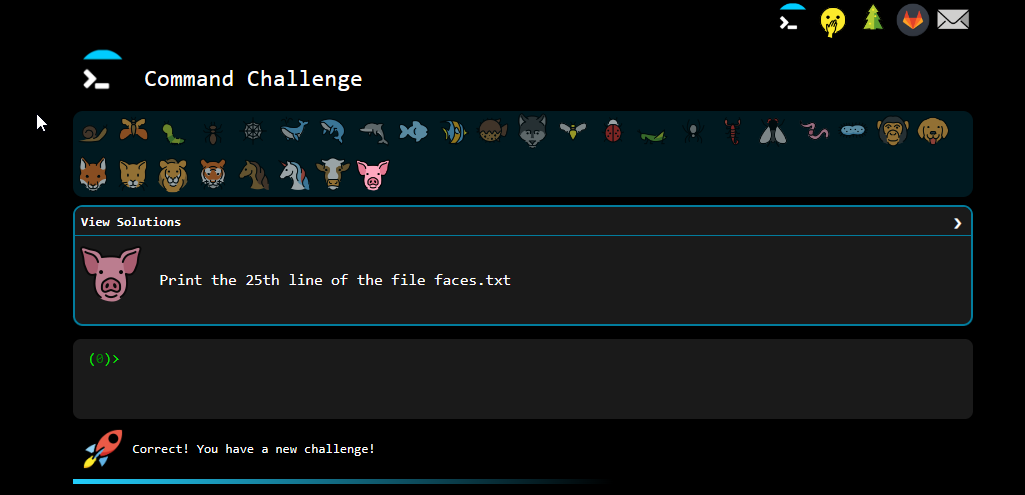 Command Challenge
View Solutions
Print the 25th line of the file faces.txt
(0)>
Correct! You have a new challenge!